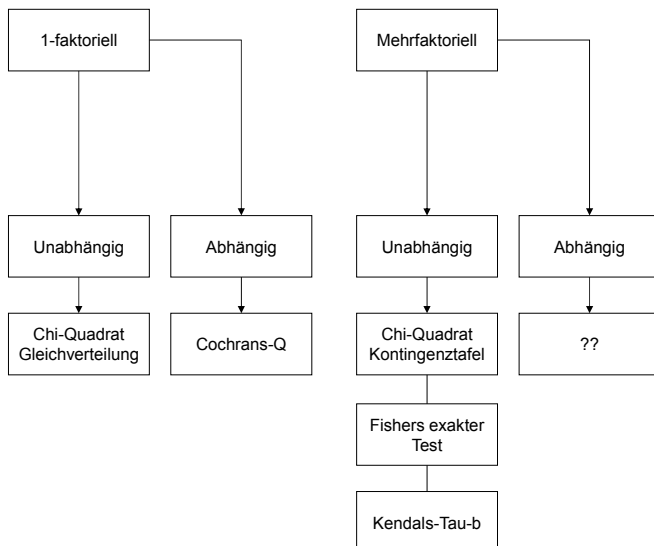 1-faktoriell
Mehrfaktoriell
Unabhängig
Abhängig
Unabhängig
Abhängig
Chi-Quadrat
Gleichverteilung
Cochrans-Q
Chi-Quadrat
Kontingenztafel
??
Fishers exakter
Test
Kendals-Tau-b